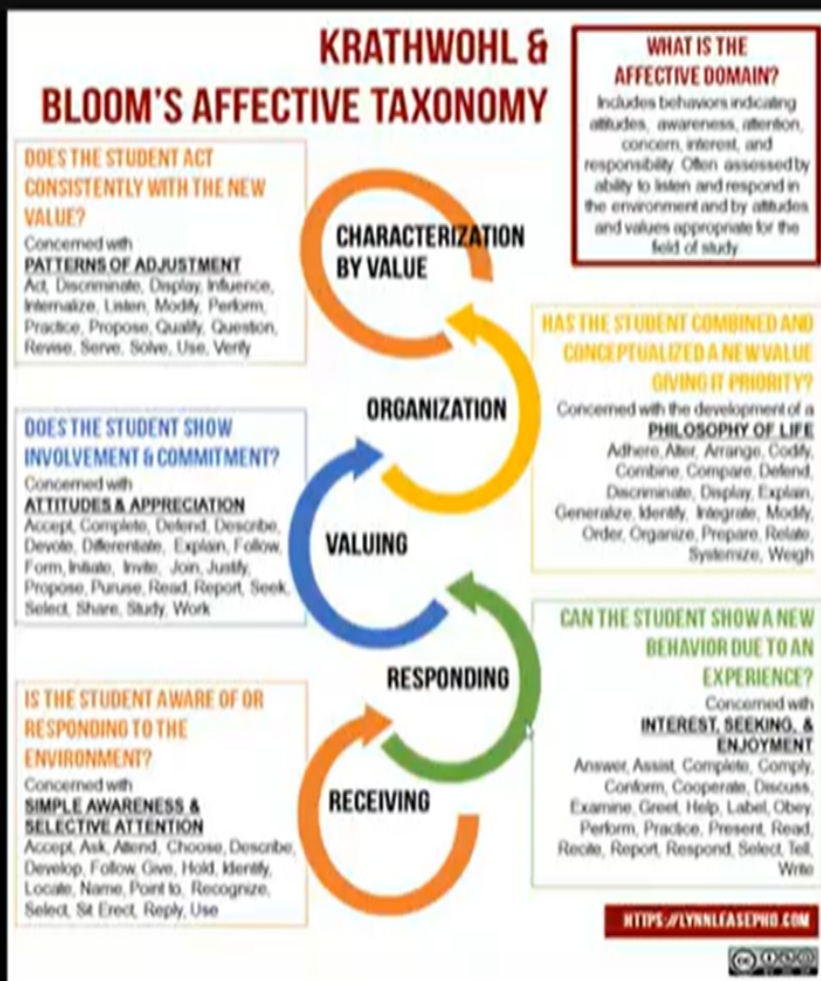 KRATHWOHL &
BLOOM'S AFFECTIVE TAXONOMY
WHAT IS THE
AFFECTIVE DOMAIN?
Includes behaviors indicating
attitudes, awareness, attention,
concern, interest, and
responsibility. Often assessed by
ability to listen and respond in
the environment and by attitudes
and values appropriate for the
field of study
DOES THE STUDENT ACT
CONSISTENTLY WITH THE NEW
VALUE?
Concerned with
PATTERNS OF ADJUSTMENT
Act, Discriminate, Display, Influence,
Internalize, Listen, Modify, Perform,
Practice, Propose, Qualify, Question,
Revise, Serve, Solve, Use, Verify
CHARACTERIZATION
BY VALUE
HAS THE STUDENT COMBINED AND
CONCEPTUALIZED A NEW VALUE
GIVING IT PRIORITY?
Concerned with the development of a
PHILOSOPHY OF LIFE
Adhere, Alter, Arrange, Codify,
Combine, Compare, Defend,
Discriminate, Display, Explain,
Generalize, Identify, Integrate, Modify,
Order, Organize, Prepare, Relate,
Systemize, Weigh
ORGANIZATION
DOES THE STUDENT SHOW
INVOLVEMENT & COMMITMENT?
Concerned with
ATTITUDES & APPRECIATION
Accept, Complete, Defend, Describe,
Devote, Differentiate, Explain, Follow,
Form, Initiate, Invite, Join, Justify,
Propose, Puruse, Read, Report, Seek,
Select, Share, Study, Work
VALUING
CAN THE STUDENT SHOW A NEW
BEHAVIOR DUE TO AN
EXPERIENCE?
Concerned with
INTEREST, SEEKING, &
ENJOYMENT
Answer, Assist, Complete, Comply,
Conform, Cooperate, Discuss,
Examine, Greet, Help, Label, Obey,
Perform, Practice, Present, Read,
Recite, Report, Respond, Select, Tell,
Write
RESPONDING
IS THE STUDENT AWARE OF OR
RESPONDING TO THE
ENVIRONMENT?
Concerned with
SIMPLE AWARENESS &
SELECTIVE ATTENTION
Accept, Ask, Attend, Choose, Describe,
Develop, Follow, Give, Hold, Identify,
Locate, Name, Point to, Recognize,
Select, Sit Erect, Reply, Use
RECEIVING
HTTPS://LYNNLEASEPHD.COM
cc